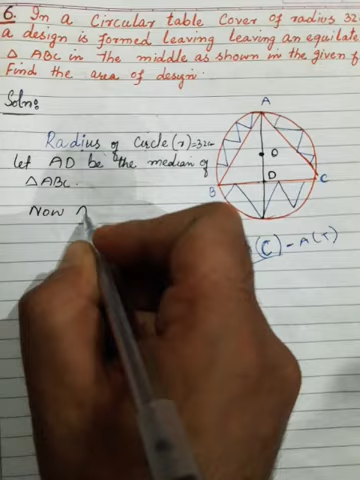 6. In a Circular table Cover of radius 32
a design is formed leaving leaving an equilate
Δ ABC in the middle as shown in the given f
Find the area of design.
Soln:
A
Radius of Circle (r) = 32
let AD be the median of
Δ ABC.
O
D
B
C
Now
(C) - A(T)